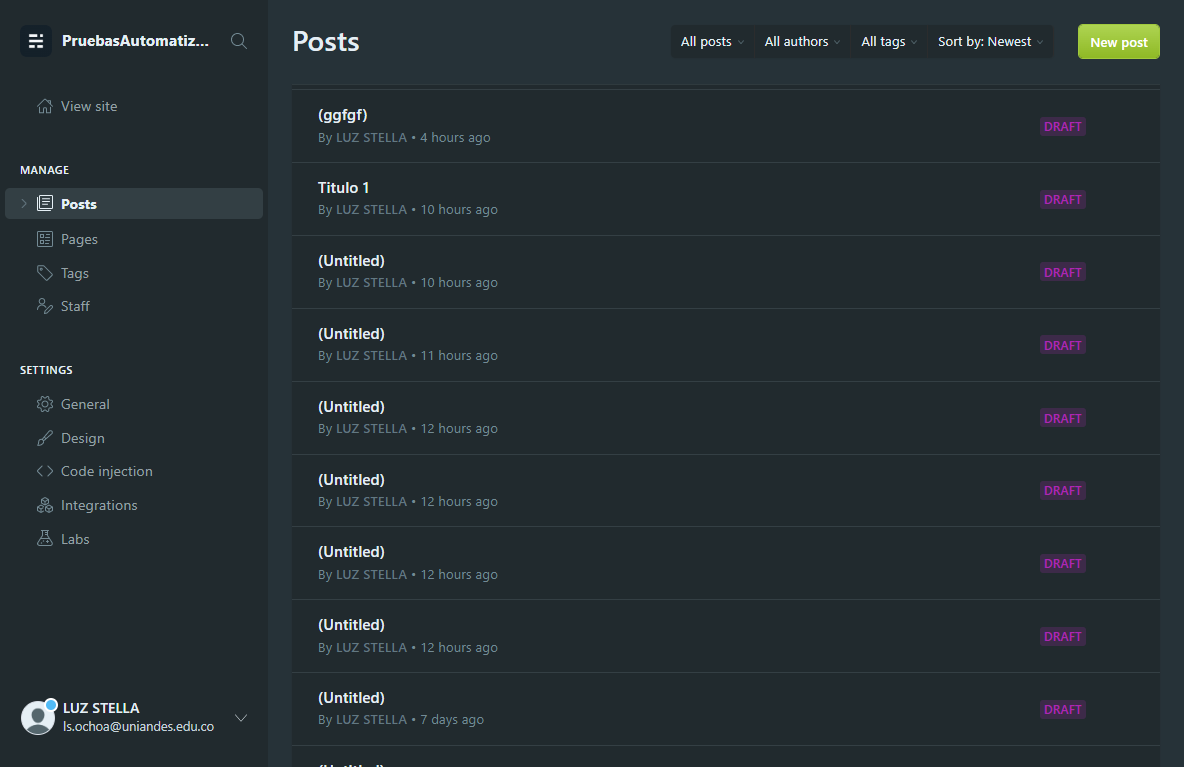 PruebasAutomatiz...
View site
MANAGE
Posts
Pages
Tags
Staff
SETTINGS
General
Design
Code injection
Integrations
Labs
LUZ STELLA
ls.ochoa@uniandes.edu.co
Posts
All posts
All authors
All tags
Sort by: Newest
New post
(ggfgf)
By LUZ STELLA • 4 hours ago
DRAFT
Titulo 1
By LUZ STELLA • 10 hours ago
DRAFT
(Untitled)
By LUZ STELLA • 10 hours ago
DRAFT
(Untitled)
By LUZ STELLA • 11 hours ago
DRAFT
(Untitled)
By LUZ STELLA • 12 hours ago
DRAFT
(Untitled)
By LUZ STELLA • 12 hours ago
DRAFT
(Untitled)
By LUZ STELLA • 12 hours ago
DRAFT
(Untitled)
By LUZ STELLA • 12 hours ago
DRAFT
(Untitled)
By LUZ STELLA • 7 days ago
DRAFT